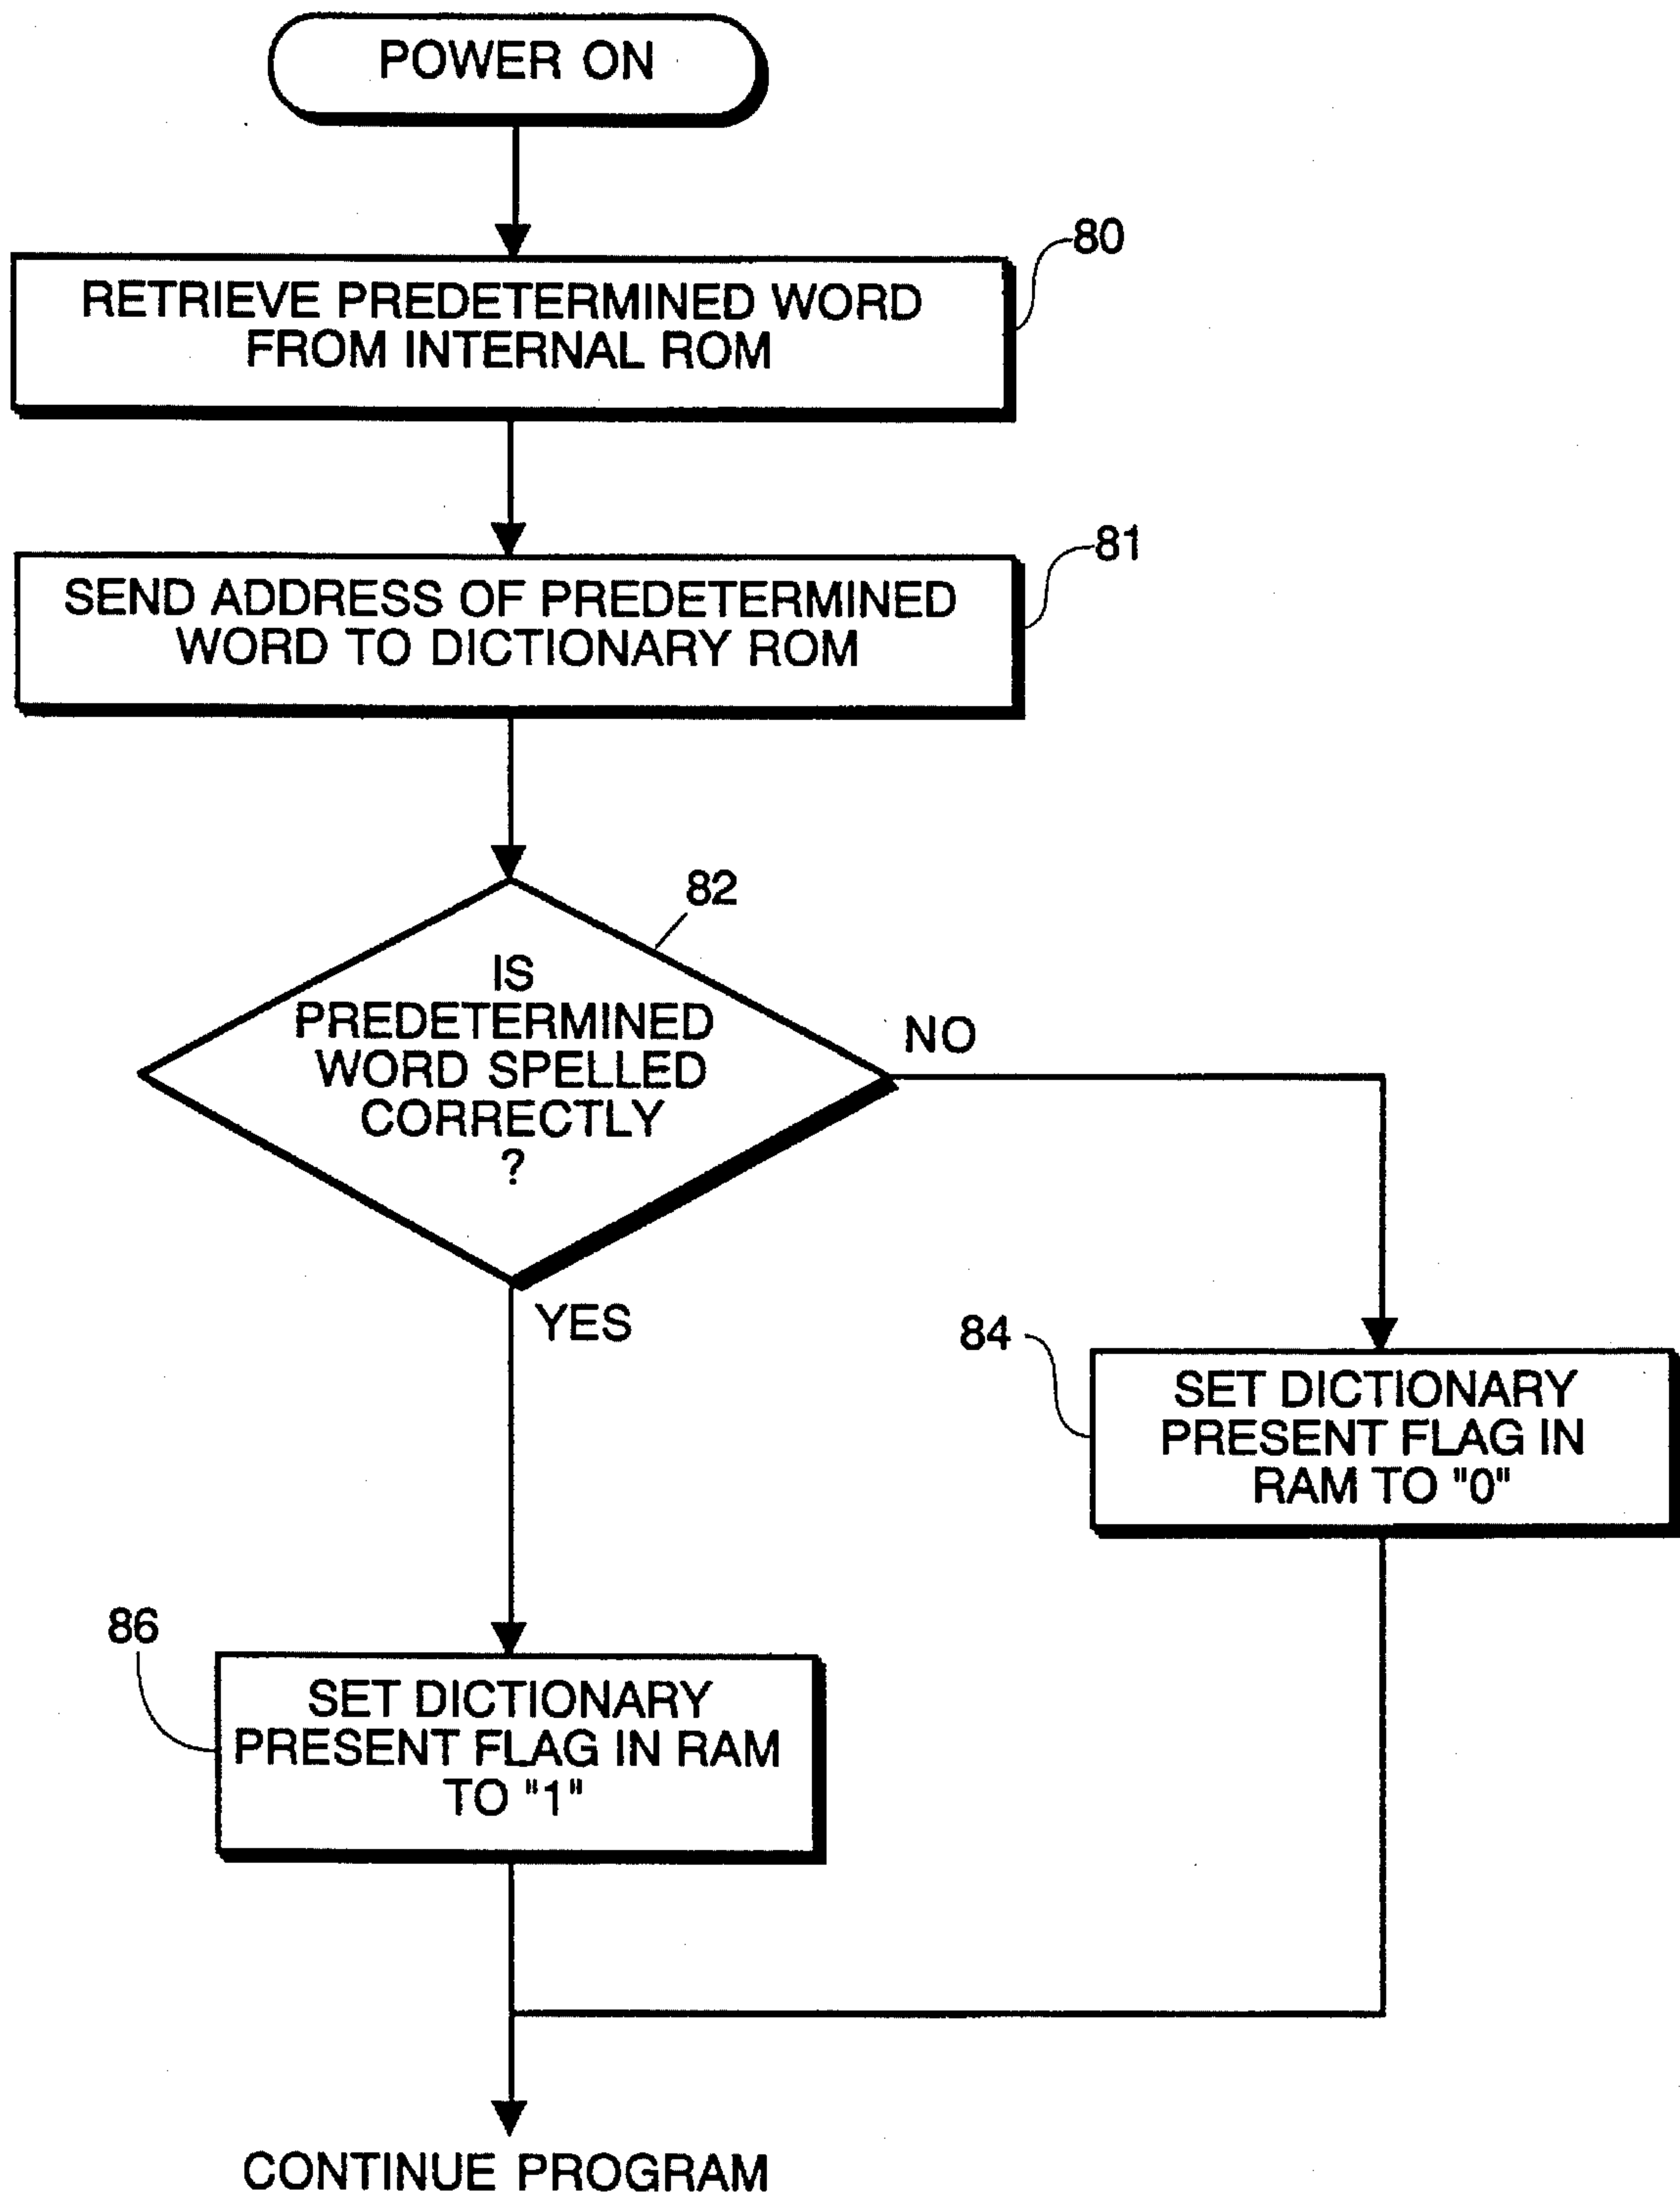 POWER ON
80
RETRIEVE PREDETERMINED WORD
FROM INTERNAL ROM
81
SEND ADDRESS OF PREDETERMINED
WORD TO DICTIONARY ROM
82
IS
PREDETERMINED
WORD SPELLED
CORRECTLY
?
NO
YES
84
SET DICTIONARY
PRESENT FLAG IN
RAM TO "0"
86
SET DICTIONARY
PRESENT FLAG IN RAM
TO "1"
CONTINUE PROGRAM